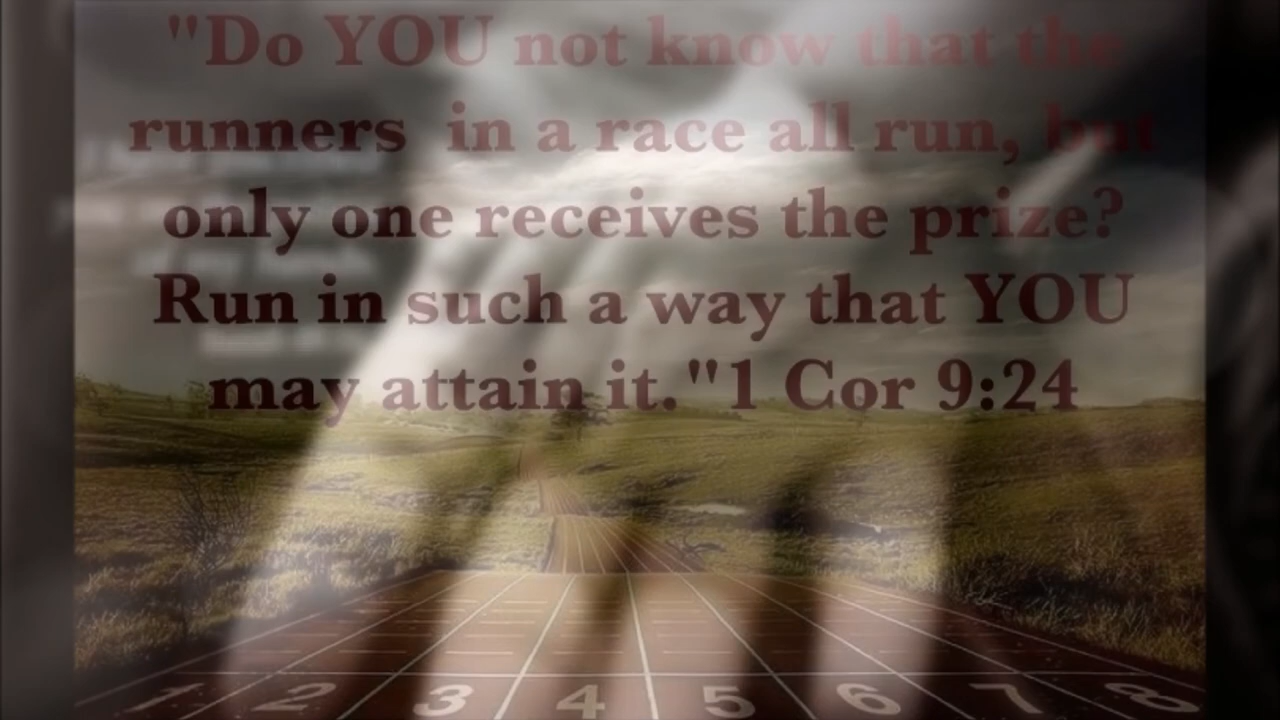 "Do YOU not know that the
runners in a race all run, but
only one receives the prize?
Run in such a way that YOU
may attain it."1 Cor 9:24
1 2 3 4 5 6 7 8